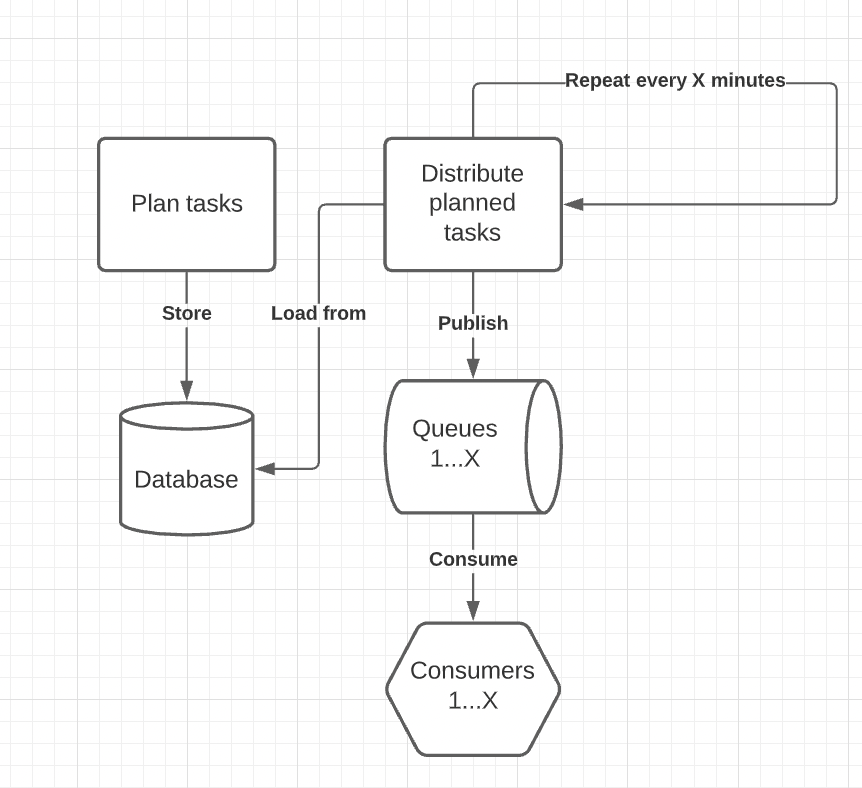 Repeat every X minutes
Plan tasks
Distribute
planned
tasks
Store
Load from
Publish
Database
Queues
1...X
Consume
Consumers
1...X